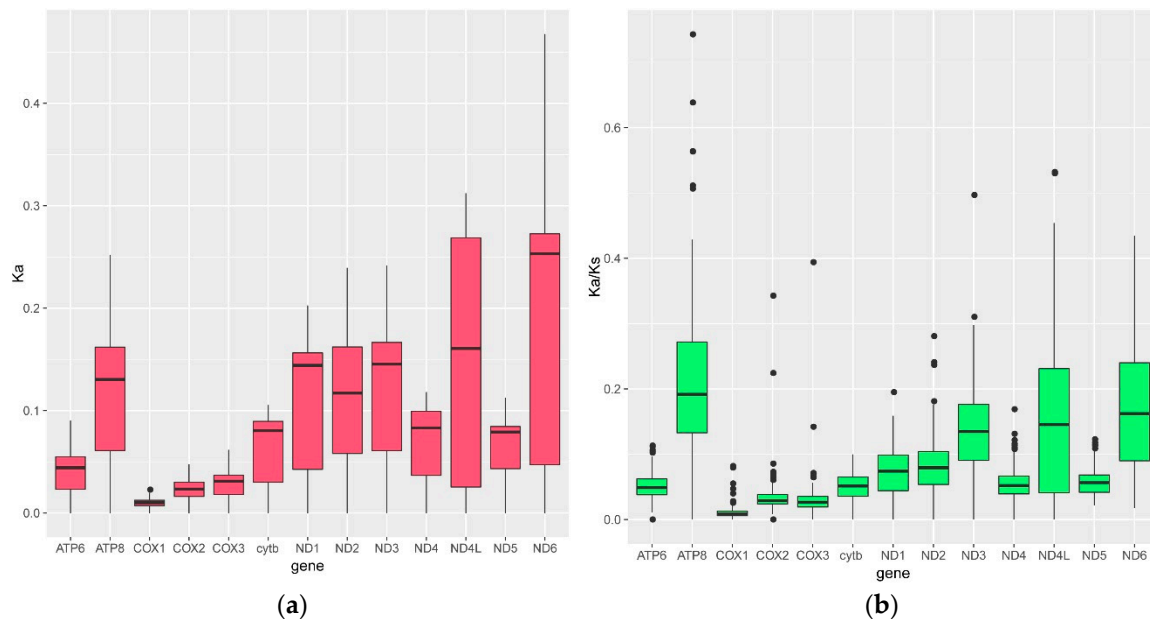 0.4
0.3
0.2
0.1
0.0
Ka
ATP6 ATP8 COX1 COX2 COX3 cytb ND1 ND2 ND3 ND4 ND4L ND5 ND6
gene
(a)
0.6
0.4
0.2
0.0
Ka/Ks
ATP6 ATP8 COX1 COX2 COX3 cytb ND1 ND2 ND3 ND4 ND4L ND5 ND6
gene
(b)